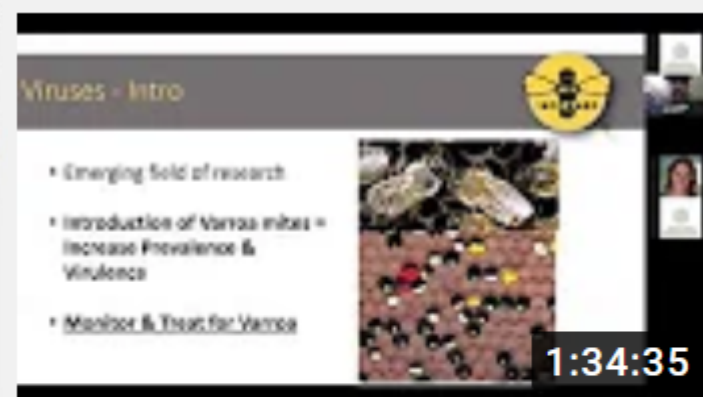 Viruses - Intro
• Emerging field of research
• Introduction of Varroa mites =
Increase Prevalence &
Virulence
• Monitor & Treat for Varroa
1:34:35